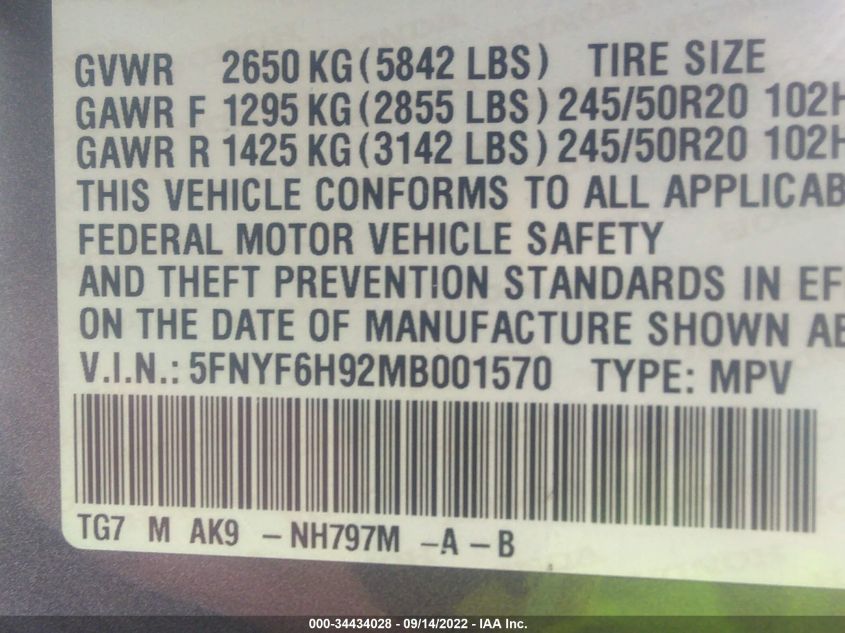 GVWR 2650 KG (5842 LBS) TIRE SIZE
GAWR F 1295 KG (2855 LBS) 245/50R20 102H
GAWR R 1425 KG (3142 LBS) 245/50R20 102H
THIS VEHICLE CONFORMS TO ALL APPLICAB
FEDERAL MOTOR VEHICLE SAFETY
AND THEFT PREVENTION STANDARDS IN EF
ON THE DATE OF MANUFACTURE SHOWN AB
V.I.N.: 5FNYF6H92MB001570 TYPE: MPV
TG7 M AK9 - NH797M -A - B
000-34434028 - 09/14/2022 - IAA Inc.